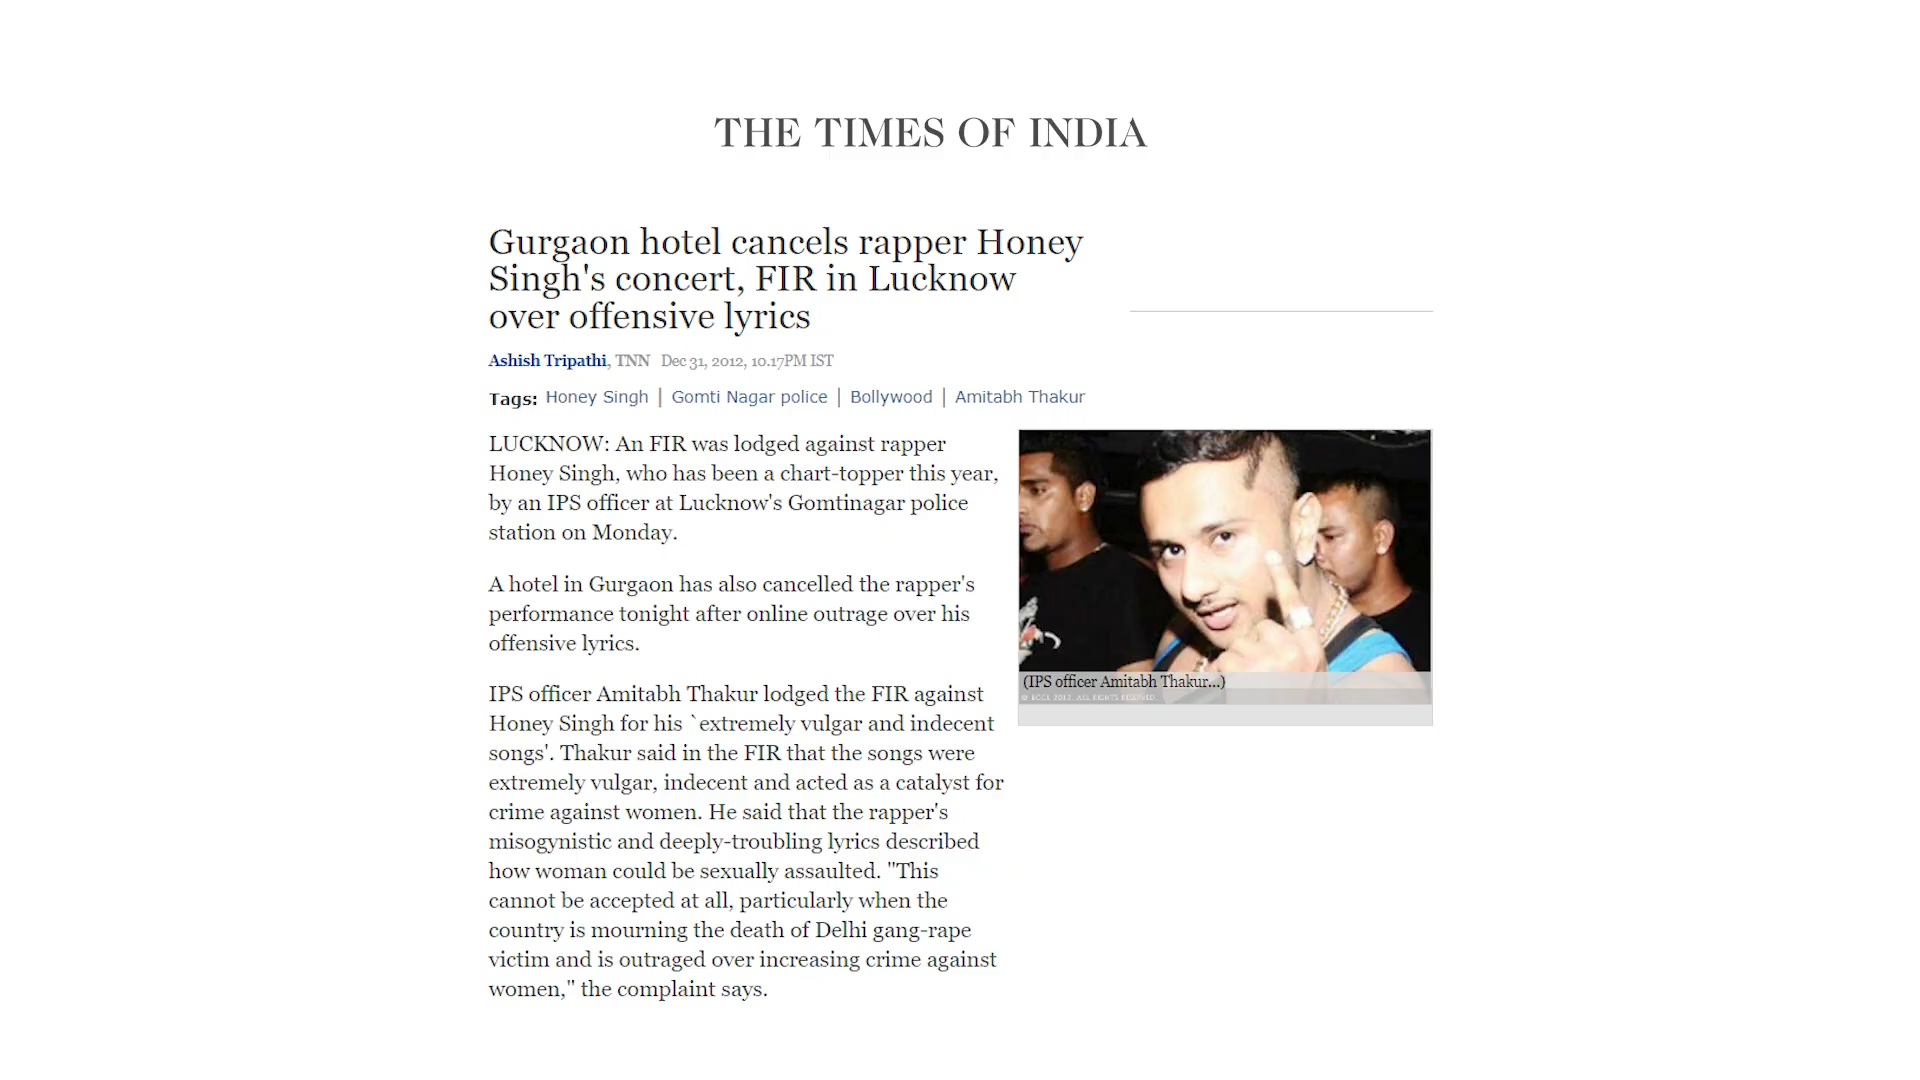 THE TIMES OF INDIA
Gurgaon hotel cancels rapper Honey
Singh's concert, FIR in Lucknow
over offensive lyrics
Ashish Tripathi, TNN Dec 31, 2012, 10.17PM IST
Tags: Honey Singh | Gomti Nagar police | Bollywood | Amitabh Thakur
LUCKNOW: An FIR was lodged against rapper
Honey Singh, who has been a chart-topper this year,
by an IPS officer at Lucknow's Gomtinagar police
station on Monday.
A hotel in Gurgaon has also cancelled the rapper's
performance tonight after online outrage over his
offensive lyrics.
IPS officer Amitabh Thakur lodged the FIR against
Honey Singh for his `extremely vulgar and indecent
songs'. Thakur said in the FIR that the songs were
extremely vulgar, indecent and acted as a catalyst for
crime against women. He said that the rapper's
misogynistic and deeply-troubling lyrics described
how woman could be sexually assaulted. "This
cannot be accepted at all, particularly when the
country is mourning the death of Delhi gang-rape
victim and is outraged over increasing crime against
women," the complaint says.
(IPS officer Amitabh Thakur...)
© BCCL 2012. ALL RIGHTS RESERVED.